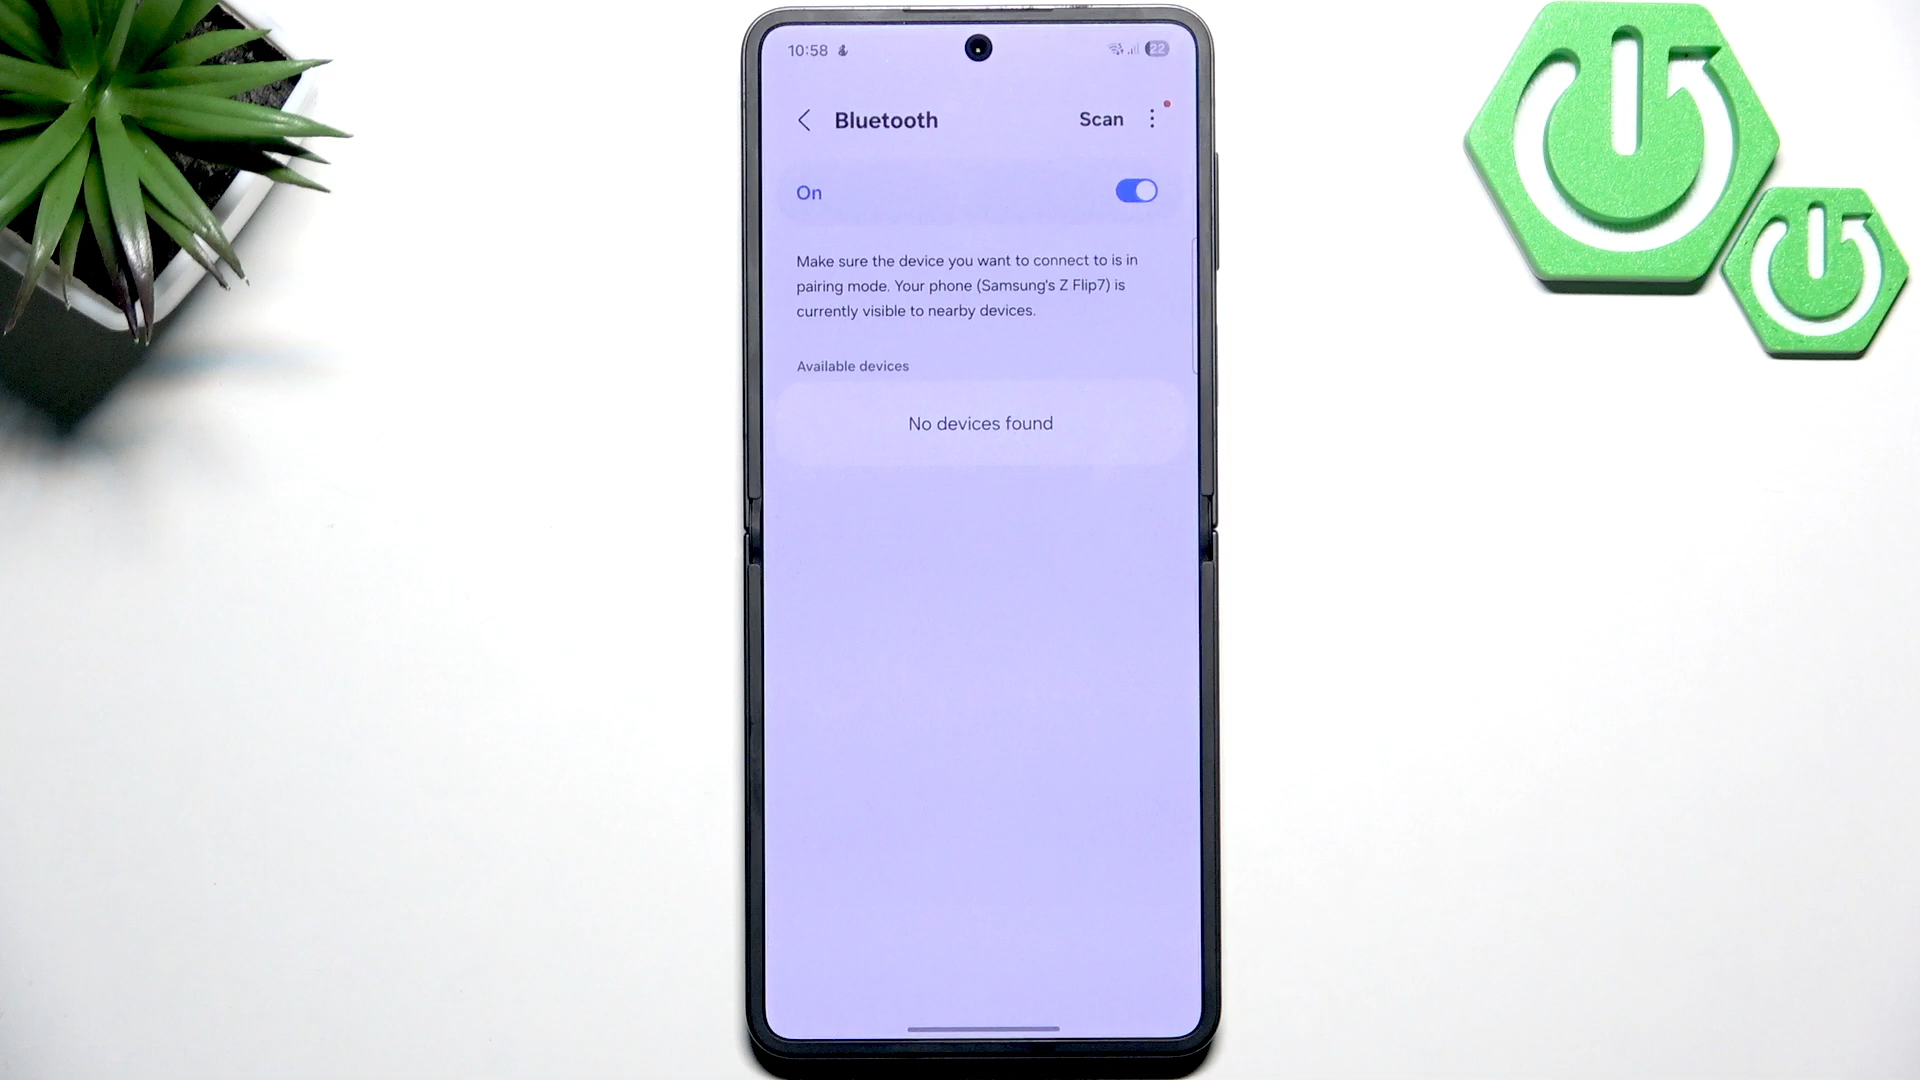 10:58
22
Bluetooth
Scan
On
Make sure the device you want to connect to is in
pairing mode. Your phone (Samsung's Z Flip7) is
currently visible to nearby devices.
Available devices
No devices found